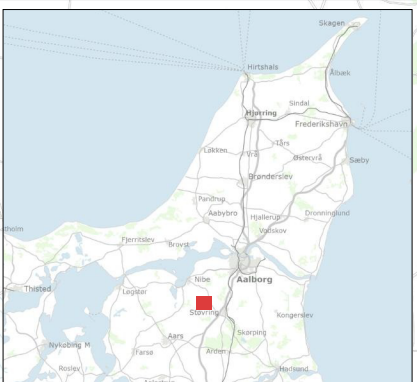 Skagen
Hirtshals
Ålbæk
Sindal
Hjørring
Frederikshavn
Løkken
Tårs
Vrå
Østervrå
Sæby
Brønderslev
Pandrup
Aabybro
Hjallerup
Dronninglund
Vodskov
Fjerritslev
Brovst
Aalborg
Nibe
Thisted
Løgstør
Støvring
Kongerslev
Skørping
Aars
Nykøbing M
Farsø
Arden
Roslev
Hadsund